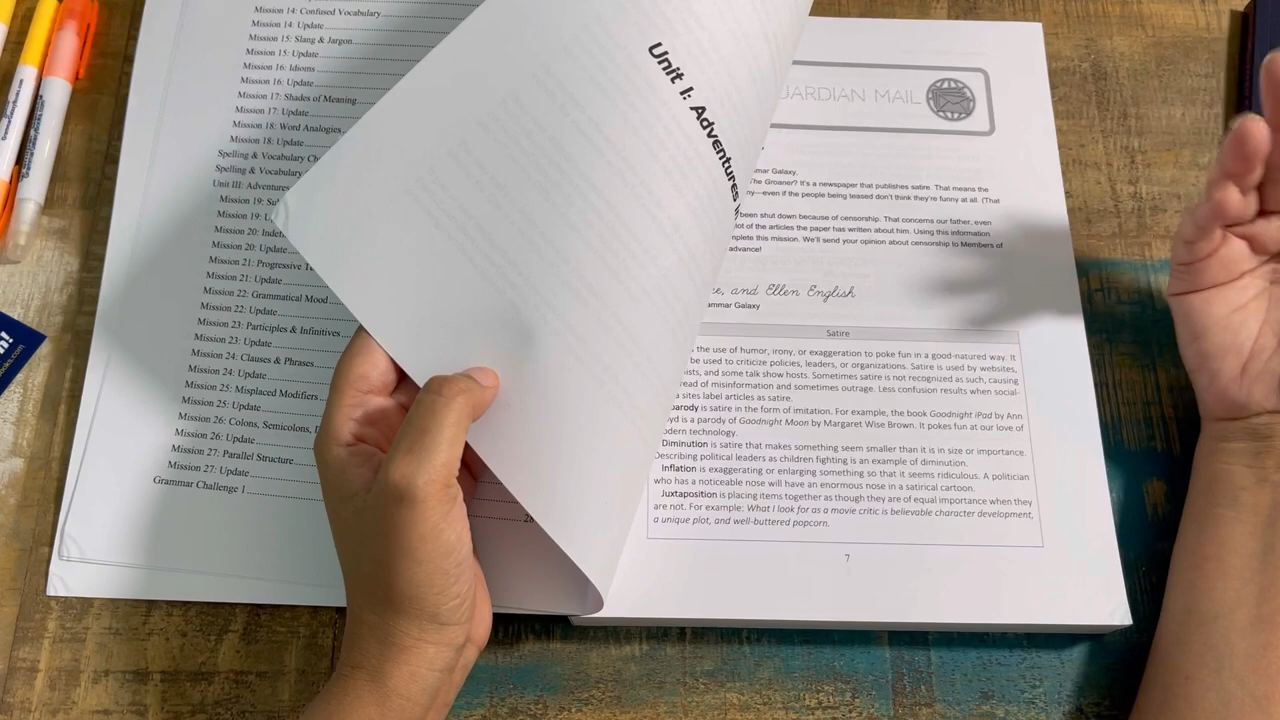 Mission 14: Confused Vocabulary
Mission 14: Update
Mission 15: Slang & Jargon
Mission 15: Update
Mission 16: Idioms
Mission 16: Update
Mission 17: Shades of Meaning
Mission 17: Update
Mission 18: Word Analogies
Mission 18: Update
Spelling & Vocabulary
Spelling & Vocabulary
Unit III: Adventures
Mission 19:
Mission 19:
Mission 20:
Mission 20: Update
Mission 21: Progressive
Mission 21: Update
Mission 22: Grammatical Mood
Mission 22: Update
Mission 23: Participles & Infinitives
Mission 23: Update
Mission 24: Clauses & Phrases
Mission 24: Update
Mission 25: Misplaced Modifiers
Mission 25: Update
Mission 26: Colons, Semicolons,
Mission 26: Update
Mission 27: Parallel Structure
Mission 27: Update
Grammar Challenge 1
Unit I: Adventures
MAIL
Galaxy,
The Groaner? It's a newspaper that publishes satire. That means the
even if the people being teased don't think they're funny at all. (That
been shut down because of censorship. That concerns our father, even
lot of the articles the paper has written about him. Using this information
this mission. We'll send your opinion about censorship to Members of
advance!
and Ellen English
Galaxy
Satire
the use of humor, irony, or exaggeration to poke fun in a good-natured way. It
be used to criticize policies, leaders, or organizations. Satire is used by websites,
and some talk show hosts. Sometimes satire is not recognized as such, causing
of misinformation and sometimes outrage. Less confusion results when social-
sites label articles as satire.
parody is satire in the form of imitation. For example, the book Goodnight iPad by Ann
is a parody of Goodnight Moon by Margaret Wise Brown. It pokes fun at our love of
technology.
Diminution is satire that makes something seem smaller than it is in size or importance.
Describing political leaders as children fighting is an example of diminution.
Inflation is exaggerating or enlarging something so that it seems ridiculous. A politician
who has a noticeable nose will have an enormous nose in a satirical cartoon.
Juxtaposition is placing items together as though they are of equal importance when they
are not. For example: What I look for as a movie critic is believable character development,
a unique plot, and well-buttered popcorn.
7